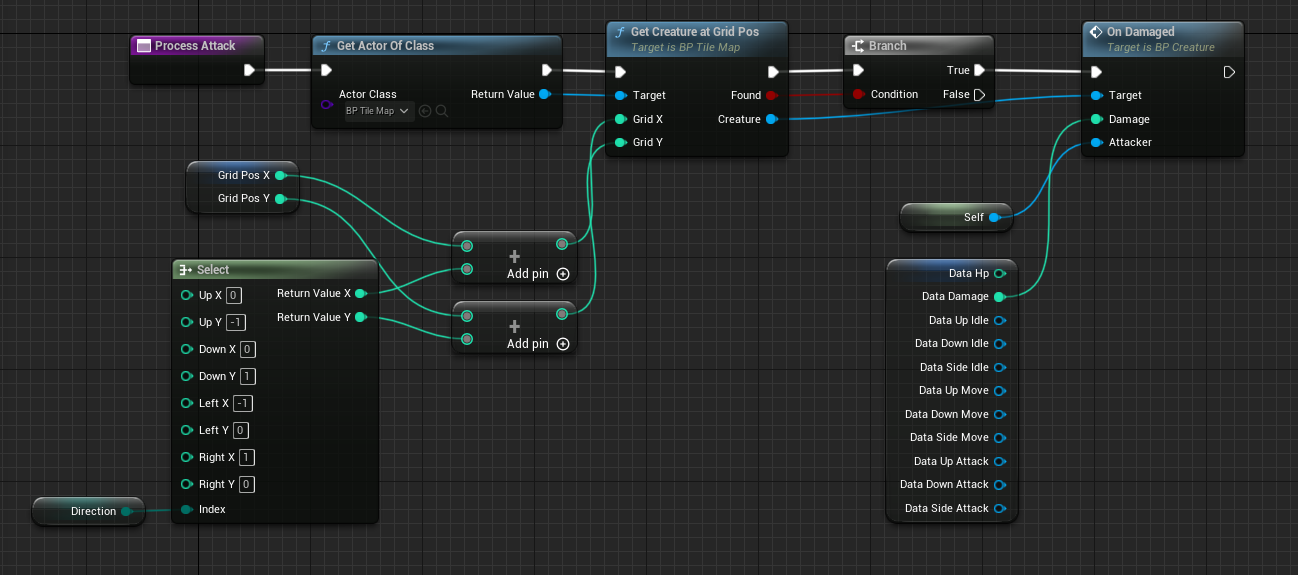 Process Attack
Get Actor Of Class
Actor Class
BP Tile Map
Return Value
Get Creature at Grid Pos
Target is BP Tile Map
Target
Found
Grid X
Creature
Grid Y
Branch
True
Condition
False
On Damaged
Target is BP Creature
Target
Damage
Attacker
Grid Pos X
Grid Pos Y
Select
Up X 0
Return Value X
Up Y -1
Return Value Y
Down X 0
Down Y 1
Left X -1
Left Y 0
Right X 1
Right Y 0
Index
Direction
Add pin
Add pin
Self
Data Hp
Data Damage
Data Up Idle
Data Down Idle
Data Side Idle
Data Up Move
Data Down Move
Data Side Move
Data Up Attack
Data Down Attack
Data Side Attack